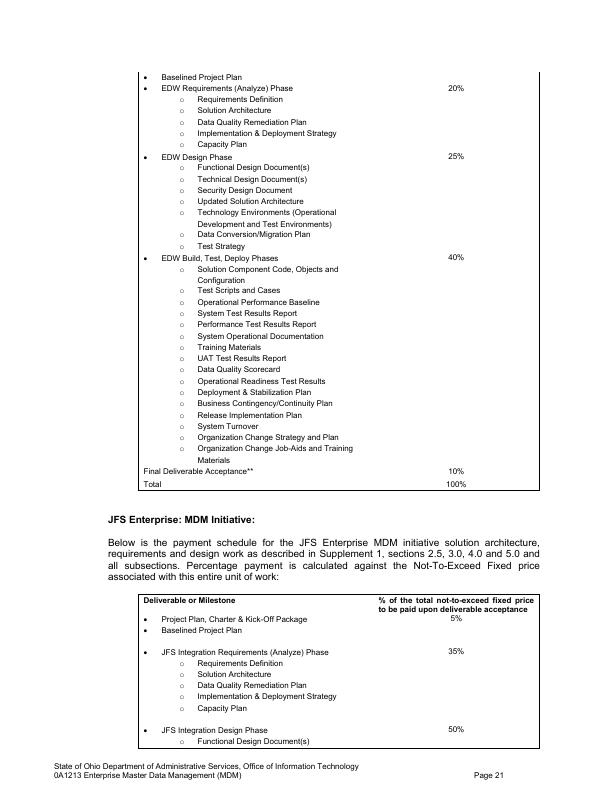 • Baselined Project Plan
• EDW Requirements (Analyze) Phase 20%
o Requirements Definition
o Solution Architecture
o Data Quality Remediation Plan
o Implementation & Deployment Strategy
o Capacity Plan
• EDW Design Phase 25%
o Functional Design Document(s)
o Technical Design Document(s)
o Security Design Document
o Updated Solution Architecture
o Technology Environments (Operational
Development and Test Environments)
o Data Conversion/Migration Plan
o Test Strategy
• EDW Build, Test, Deploy Phases 40%
o Solution Component Code, Objects and
Configuration
o Test Scripts and Cases
o Operational Performance Baseline
o System Test Results Report
o Performance Test Results Report
o System Operational Documentation
o Training Materials
o UAT Test Results Report
o Data Quality Scorecard
o Operational Readiness Test Results
o Deployment & Stabilization Plan
o Business Contingency/Continuity Plan
o Release Implementation Plan
o System Turnover
o Organization Change Strategy and Plan
o Organization Change Job-Aids and Training
Materials
Final Deliverable Acceptance** 10%
Total 100%
JFS Enterprise: MDM Initiative:
Below is the payment schedule for the JFS Enterprise MDM initiative solution architecture,
requirements and design work as described in Supplement 1, sections 2.5, 3.0, 4.0 and 5.0 and
all subsections. Percentage payment is calculated against the Not-To-Exceed Fixed price
associated with this entire unit of work:
Deliverable or Milestone % of the total not-to-exceed fixed price
to be paid upon deliverable acceptance
• Project Plan, Charter & Kick-Off Package 5%
• Baselined Project Plan
• JFS Integration Requirements (Analyze) Phase 35%
o Requirements Definition
o Solution Architecture
o Data Quality Remediation Plan
o Implementation & Deployment Strategy
o Capacity Plan
• JFS Integration Design Phase 50%
o Functional Design Document(s)
State of Ohio Department of Administrative Services, Office of Information Technology
0A1213 Enterprise Master Data Management (MDM) Page 21